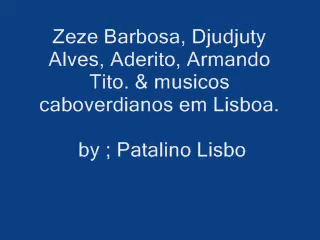 Zeze Barbosa, Djudjuty
Alves, Aderito, Armando
Tito. & musicos
caboverdianos em Lisboa.
by ; Patalino Lisbo